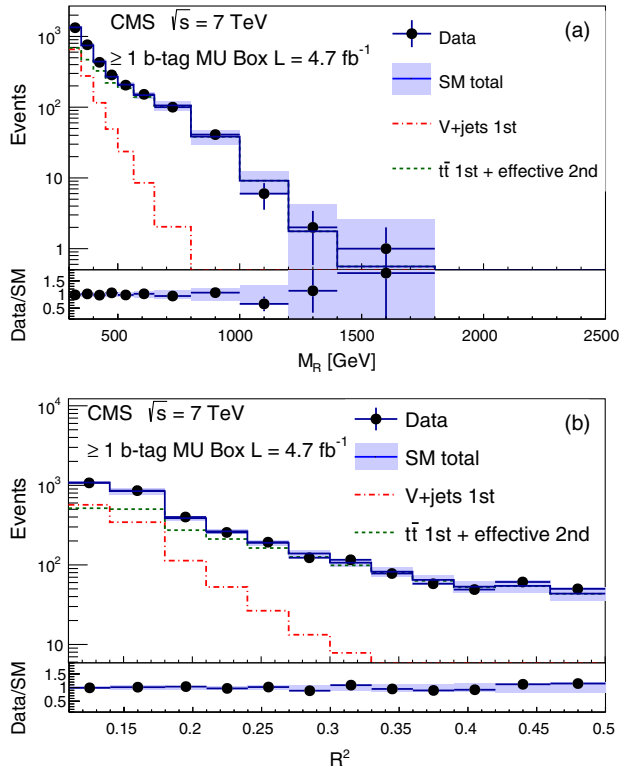 CMS √s = 7 TeV
(a)
≥ 1 b-tag MU Box L = 4.7 fb⁻¹
Data
SM total
V+jets 1st
tt̄ 1st + effective 2nd
Events
10³
10²
10
1
Data/SM
1.5
1
0.5
500 1000 1500 2000 2500
M_R [GeV]
CMS √s = 7 TeV
(b)
≥ 1 b-tag MU Box L = 4.7 fb⁻¹
Data
SM total
V+jets 1st
tt̄ 1st + effective 2nd
Events
10⁴
10³
10²
10
Data/SM
1.5
1
0.5
0.15 0.2 0.25 0.3 0.35 0.4 0.45 0.5
R²